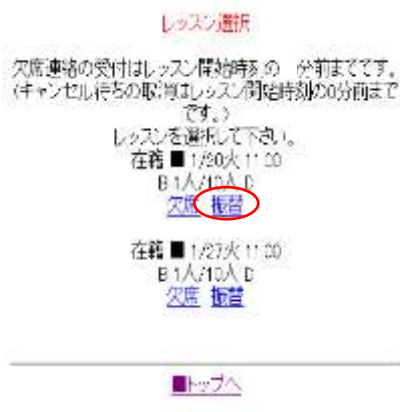 レッスン選択
欠席連絡の受付はレッスン開始時刻の 分前までです。
(キャンセル待ちの取消はレッスン開始時刻の0分前まで
です。)
レッスンを選択して下さい。
在籍 ■ 1/20火 11:00
B 1人/10人 D
欠席 振替
在籍 ■ 1/27火 11:00
B 1人/10人 D
欠席 振替
■トップへ